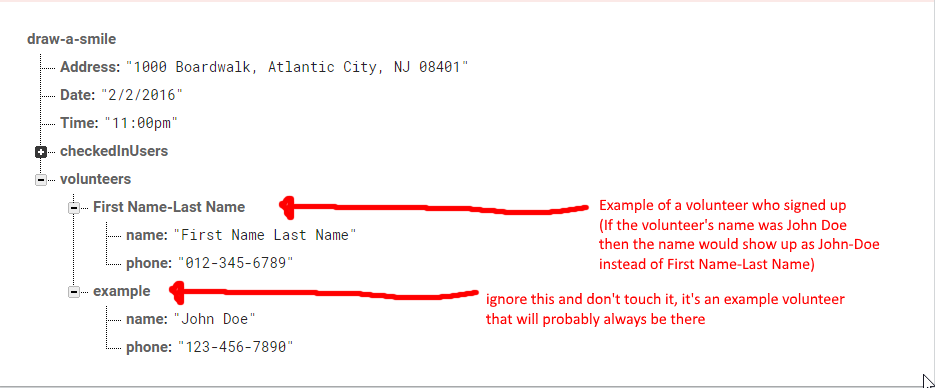 draw-a-smile
Address: "1000 Boardwalk, Atlantic City, NJ 08401"
Date: "2/2/2016"
Time: "11:00pm"
checkedInUsers
volunteers
First Name-Last Name
Example of a volunteer who signed up
(If the volunteer's name was John Doe
then the name would show up as John-Doe
instead of First Name-Last Name)
name: "First Name Last Name"
phone: "012-345-6789"
example
ignore this and don't touch it, it's an example volunteer
that will probably always be there
name: "John Doe"
phone: "123-456-7890"